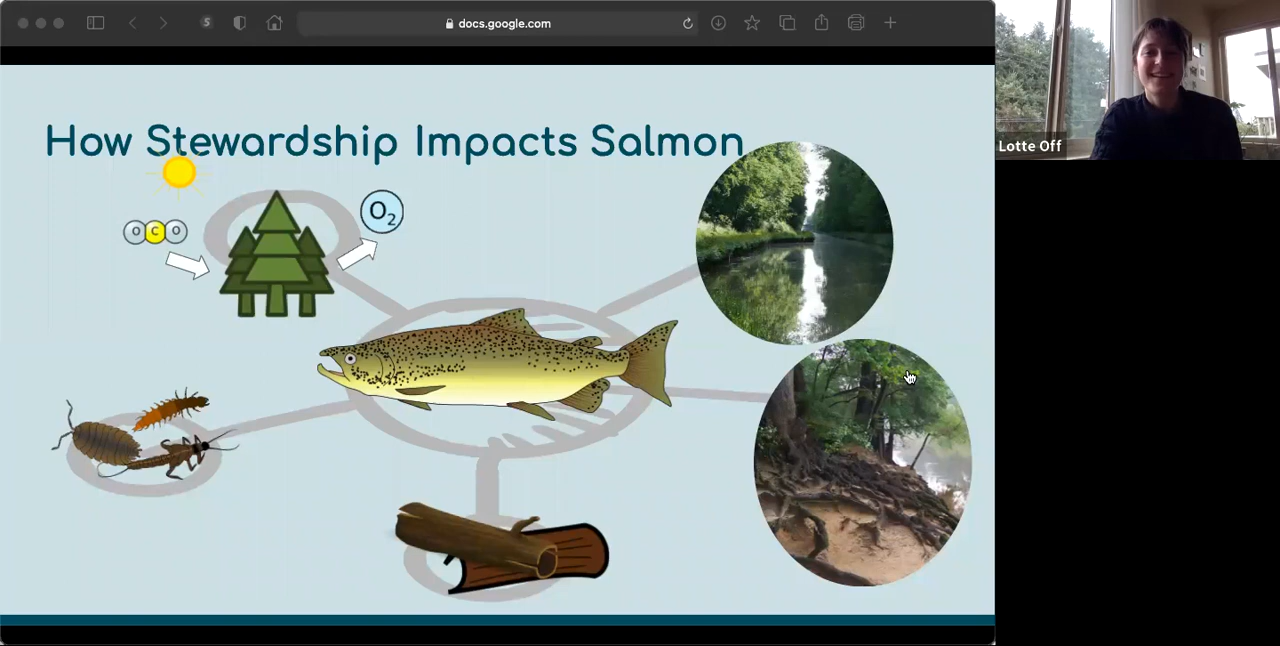 docs.google.com
How Stewardship Impacts Salmon
O C O
O2
Lotte Off